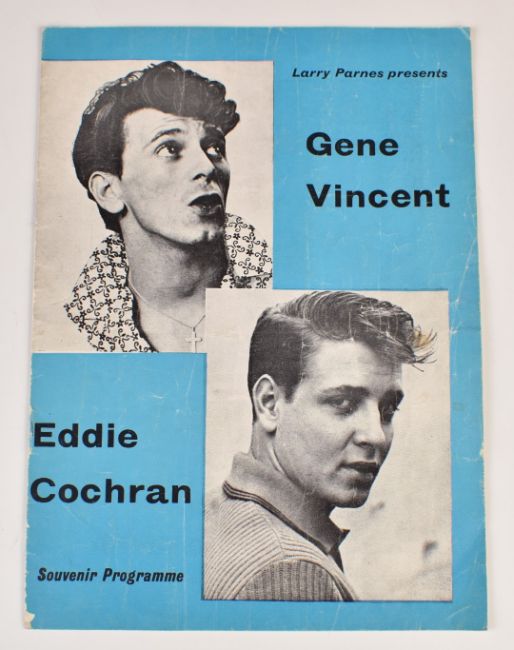 Larry Parnes presents
Gene
Vincent
Eddie
Cochran
Souvenir Programme